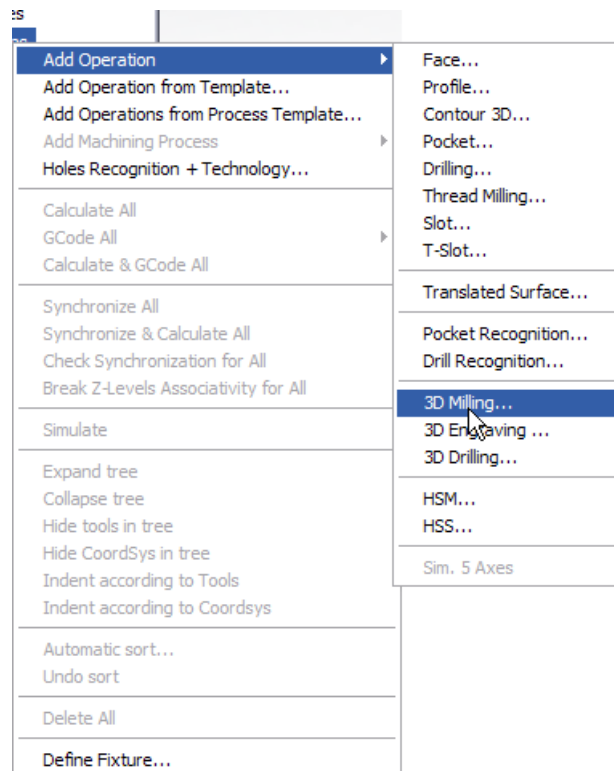 Add Operation
Add Operation from Template...
Add Operations from Process Template...
Add Machining Process
Holes Recognition + Technology...
Calculate All
GCode All
Calculate & GCode All
Synchronize All
Synchronize & Calculate All
Check Synchronization for All
Break Z-Levels Associativity for All
Simulate
Expand tree
Collapse tree
Hide tools in tree
Hide CoordSys in tree
Indent according to Tools
Indent according to Coordsys
Automatic sort...
Undo sort
Delete All
Define Fixture...
Face...
Profile...
Contour 3D...
Pocket...
Drilling...
Thread Milling...
Slot...
T-Slot...
Translated Surface...
Pocket Recognition...
Drill Recognition...
3D Milling...
3D Engraving ...
3D Drilling...
HSM...
HSS...
Sim. 5 Axes